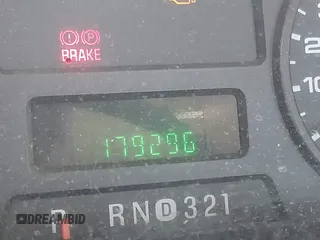 BRAKE
179296
P R N D 3 2 1
DREAMBID